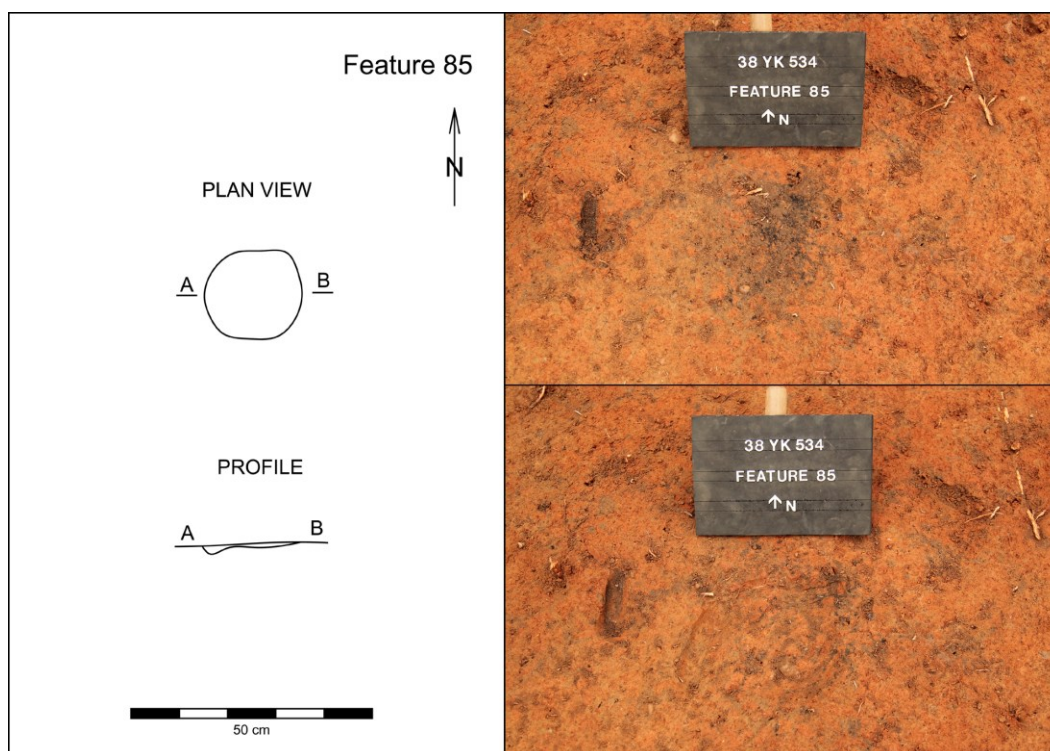 Feature 85
N
PLAN VIEW
A
B
PROFILE
A
B
50 cm
38 YK 534
FEATURE 85
↑ N
38 YK 534
FEATURE 85
↑ N